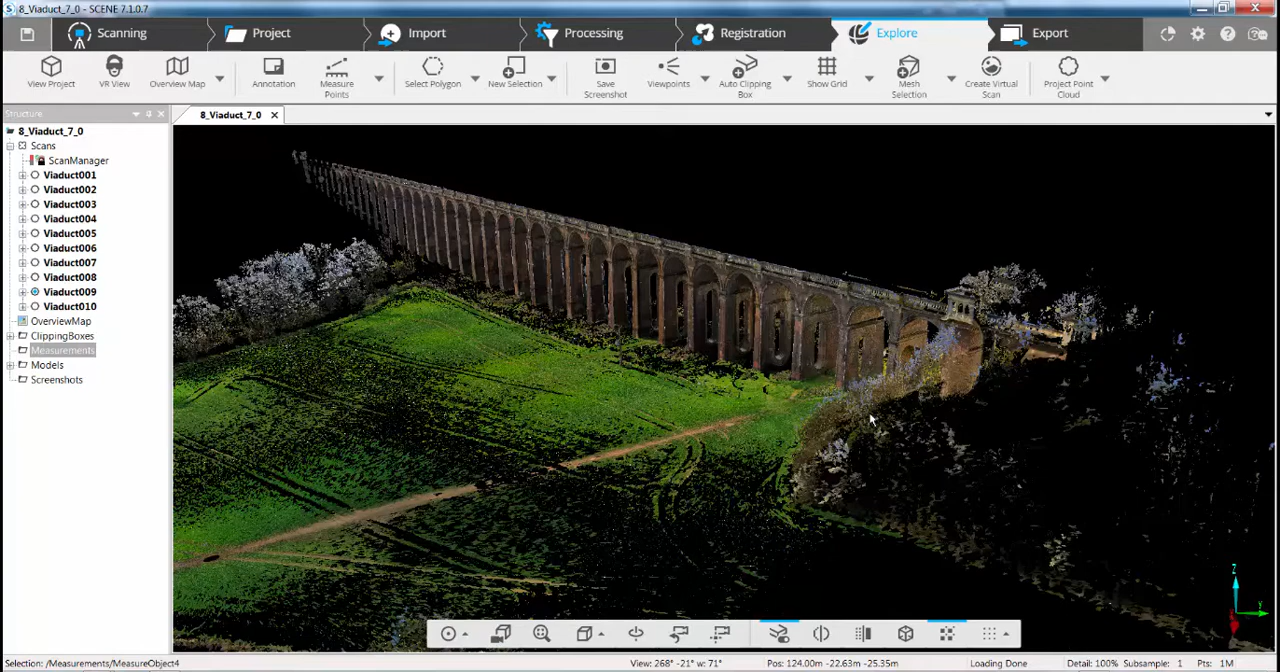 8_Viaduct_7_0 - SCENE 7.1.0.7
Scanning Project Import Processing Registration Explore Export
View Project VR View Overview Map Annotation Measure Points Select Polygon New Selection Save Screenshot Viewpoints Auto Clipping Box Show Grid Mesh Selection Create Virtual Scan Project Point Cloud
Structure
8_Viaduct_7_0
8_Viaduct_7_0
Scans
ScanManager
Viaduct001
Viaduct002
Viaduct003
Viaduct004
Viaduct005
Viaduct006
Viaduct007
Viaduct008
Viaduct009
Viaduct010
OverviewMap
ClippingBoxes
Measurements
Models
Screenshots
Z
Y
Selection: /Measurements/MeasureObject4 View: 268° -21° w: 71° Pos: 124.00m -22.63m -25.35m Loading Done Detail: 100% Subsample: 1 Pts: 1M